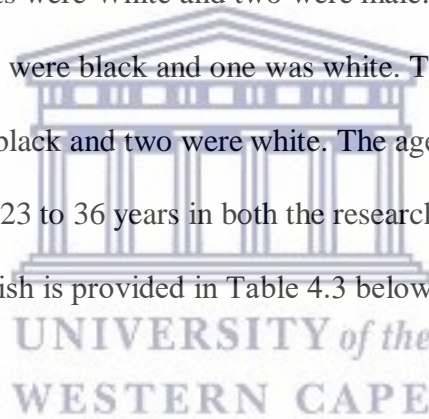 were white and two were male.
were black and one was white. T
black and two were white. The age
23 to 36 years in both the research
ish is provided in Table 4.3 below
UNIVERSITY of the
WESTERN CAPE